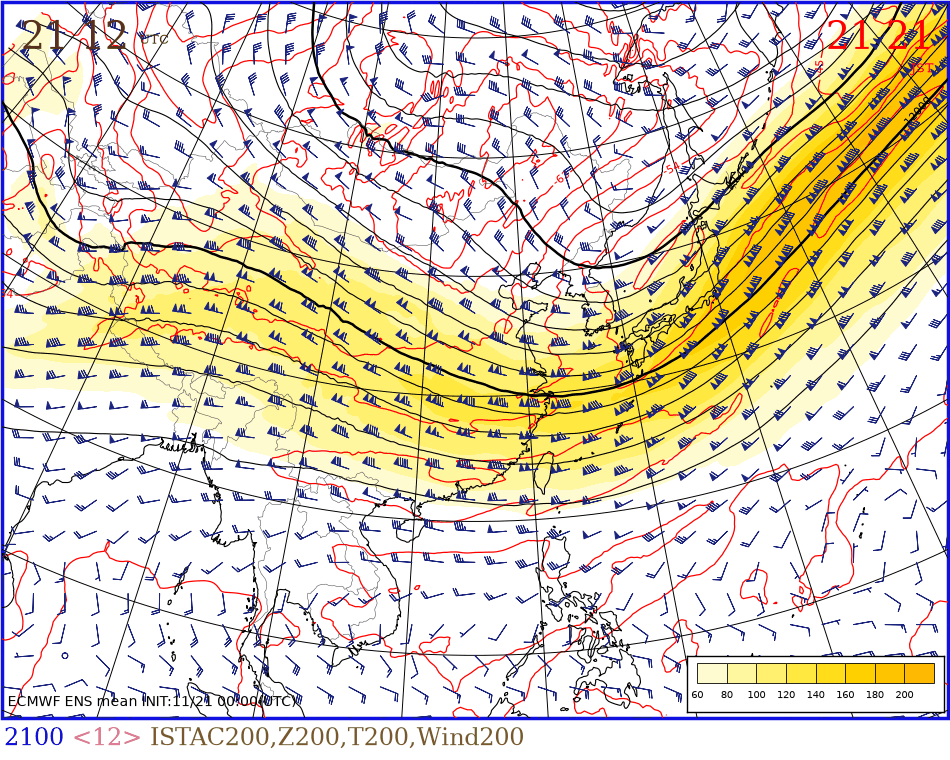 21 12 UTC
21 21
JST
12000
60 80 100 120 140 160 180 200
ECMWF ENS mean INIT:11/21 00:00(UTC)
2100 <12> ISTAC200,Z200,T200,Wind200